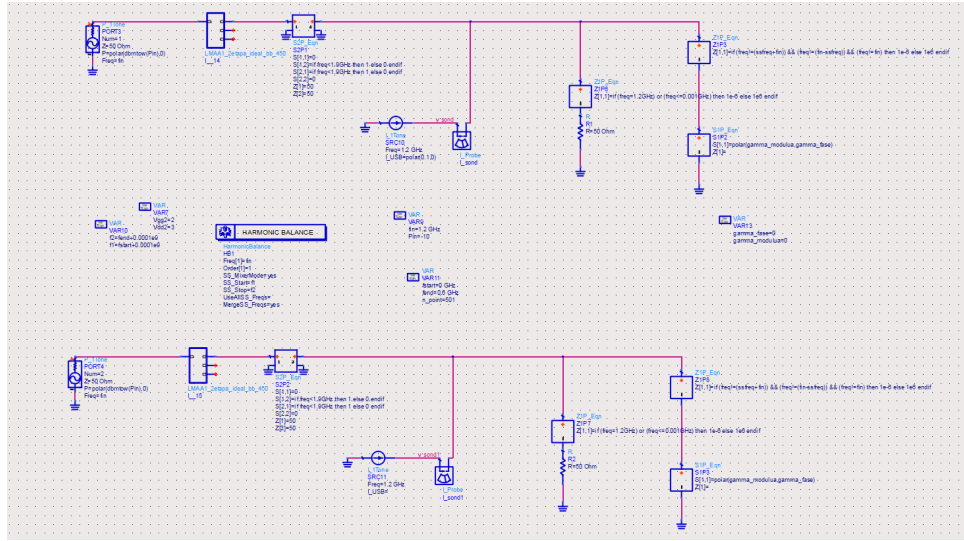 P_1Tone
PORT3
Num=1
Z=50 Ohm
P=polar(dbmtow(Pin),0)
Freq=fin
LMAA1_2etapa_ideal_bb_450
I__14
S2P_Eqn
S2P1
S[1,1]=0
S[1,2]=if freq<1.9GHz then 1 else 0 endif
S[2,1]=if freq<1.9GHz then 1 else 0 endif
S[2,2]=0
Z[1]=50
Z[2]=50
I_1Tone
SRC10
Freq=1.2 GHz
I_USB=polar(0.1,0)
v_sond
I_Probe
I_sond
Z1P_Eqn
Z1P6
Z[1,1]=if (freq=1.2GHz) or (freq<=0.001GHz) then 1e-6 else 1e6 endif
R
R1
R=50 Ohm
Z1P_Eqn
Z1P3
Z[1,1]=if (freq!=(ssfreq+fin)) && (freq!=(fin-ssfreq)) && (freq!=fin) then 1e-6 else 1e6 endif
S1P_Eqn
S1P2
S[1,1]=polar(gamma_modulua,gamma_fase)
Z[1]=
VAR
VAR7
Vgg2=2
Vdd2=3
VAR
VAR10
f2=fend+0.0001e9
f1=fstart+0.0001e9
HARMONIC BALANCE
HarmonicBalance
HB1
Freq[1]=fin
Order[1]=1
SS_MixerMode=yes
SS_Start=f1
SS_Stop=f2
UseAllSS_Freqs=
MergeSS_Freqs=yes
VAR
VAR9
fin=1.2 GHz
Pin=-10
VAR
VAR11
fstart=0 GHz
fend=0.6 GHz
n_point=501
VAR
VAR13
gamma_fase=0
gamma_modulua=0
P_1Tone
PORT4
Num=2
Z=50 Ohm
P=polar(dbmtow(Pin),0)
Freq=fin
LMAA1_2etapa_ideal_bb_450
I__15
S2P_Eqn
S2P2
S[1,1]=0
S[1,2]=if freq<1.9GHz then 1 else 0 endif
S[2,1]=if freq<1.9GHz then 1 else 0 endif
S[2,2]=0
Z[1]=50
Z[2]=50
I_1Tone
SRC11
Freq=1.2 GHz
I_USB=
v_sond1
I_Probe
I_sond1
Z1P_Eqn
Z1P7
Z[1,1]=if (freq=1.2GHz) or (freq<=0.001GHz) then 1e-6 else 1e6 endif
R
R2
R=50 Ohm
Z1P_Eqn
Z1P8
Z[1,1]=if (freq!=(ssfreq+fin)) && (freq!=(fin-ssfreq)) && (freq!=fin) then 1e-6 else 1e6 endif
S1P_Eqn
S1P3
S[1,1]=polar(gamma_modulua,gamma_fase)
Z[1]=